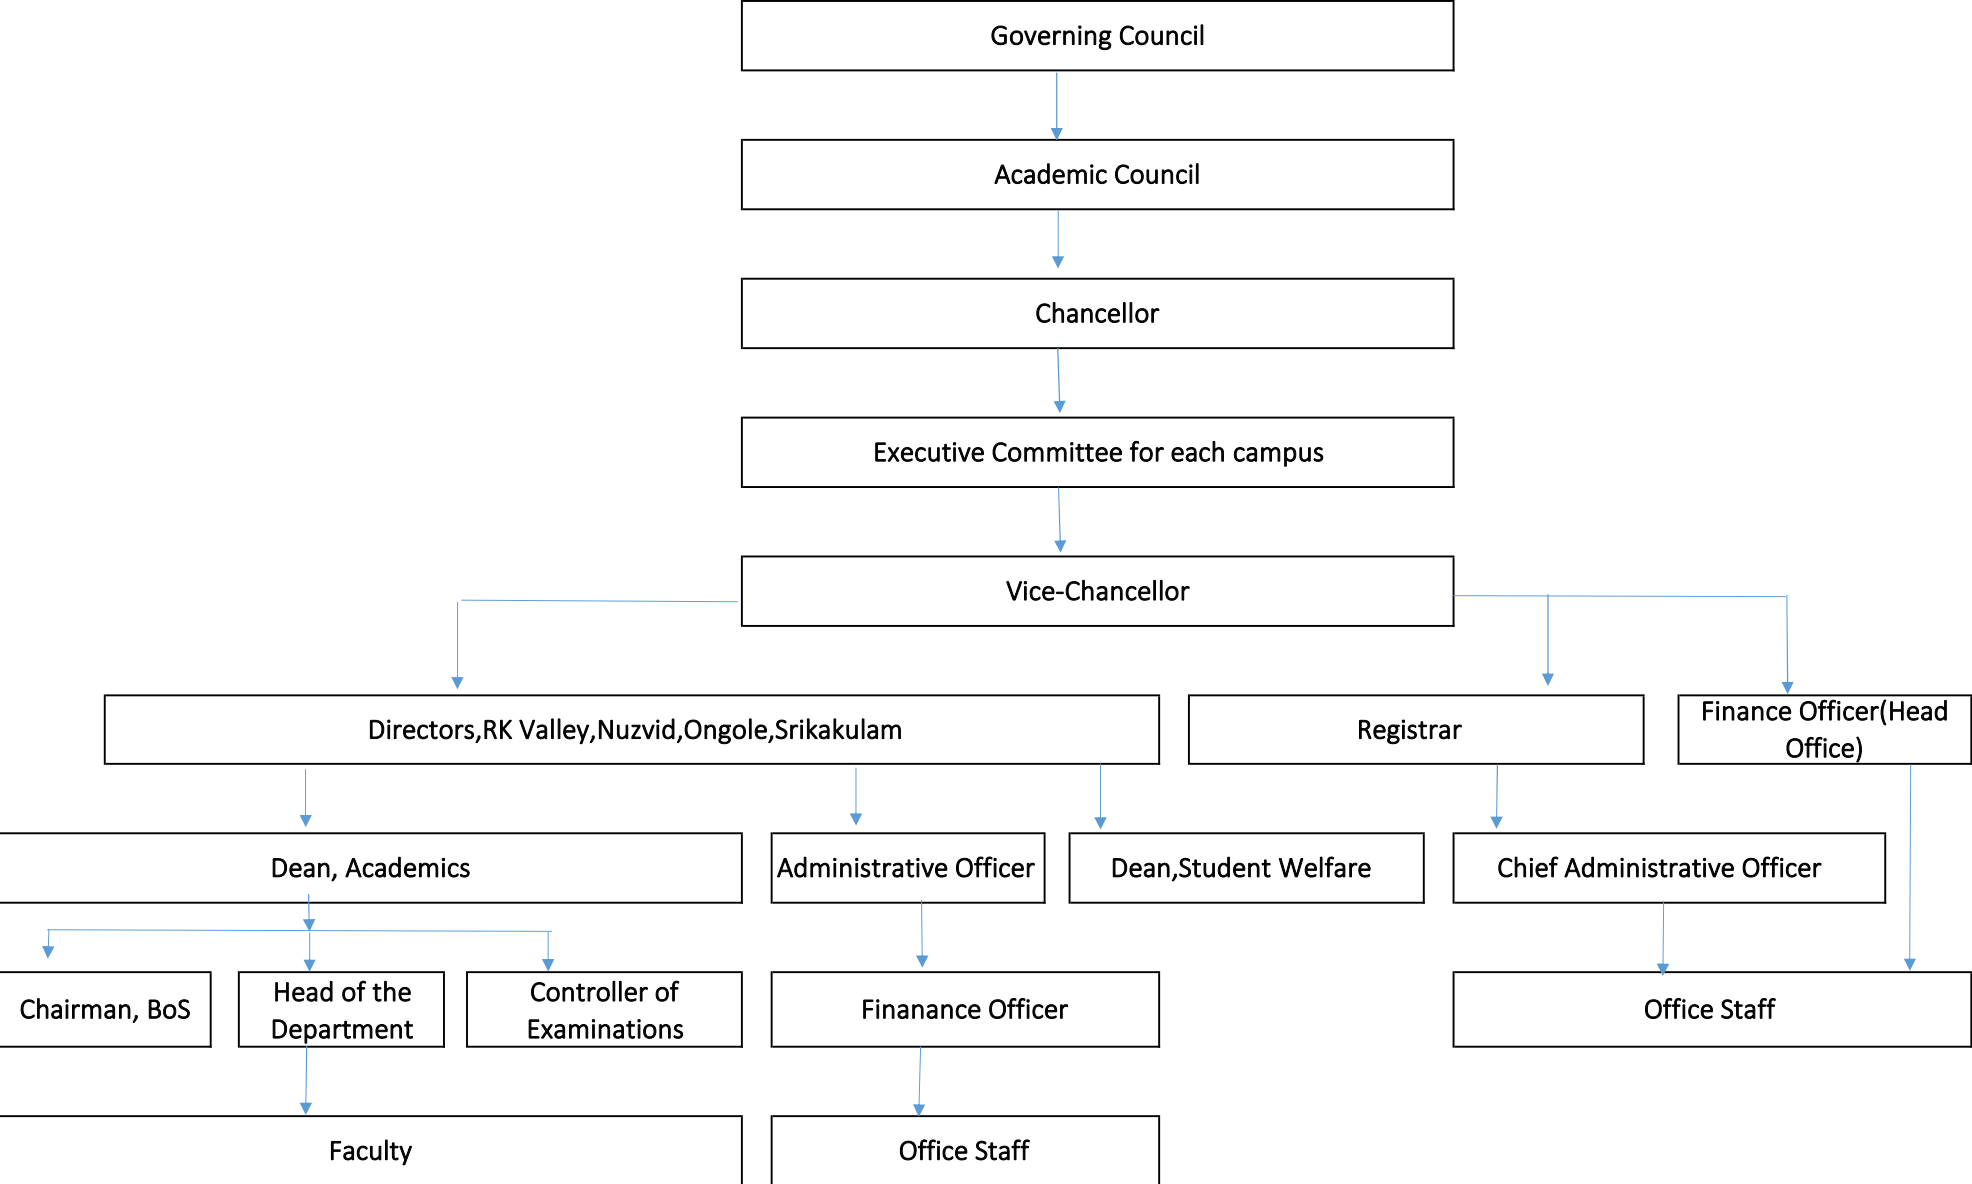 Governing Council
Academic Council
Chancellor
Executive Committee for each campus
Vice-Chancellor
Directors,RK Valley,Nuzvid,Ongole,Srikakulam
Registrar
Finance Officer(Head
Office)
Dean, Academics
Administrative Officer
Dean,Student Welfare
Chief Administrative Officer
Chairman, BoS
Head of the
Department
Controller of
Examinations
Finanance Officer
Office Staff
Faculty
Office Staff